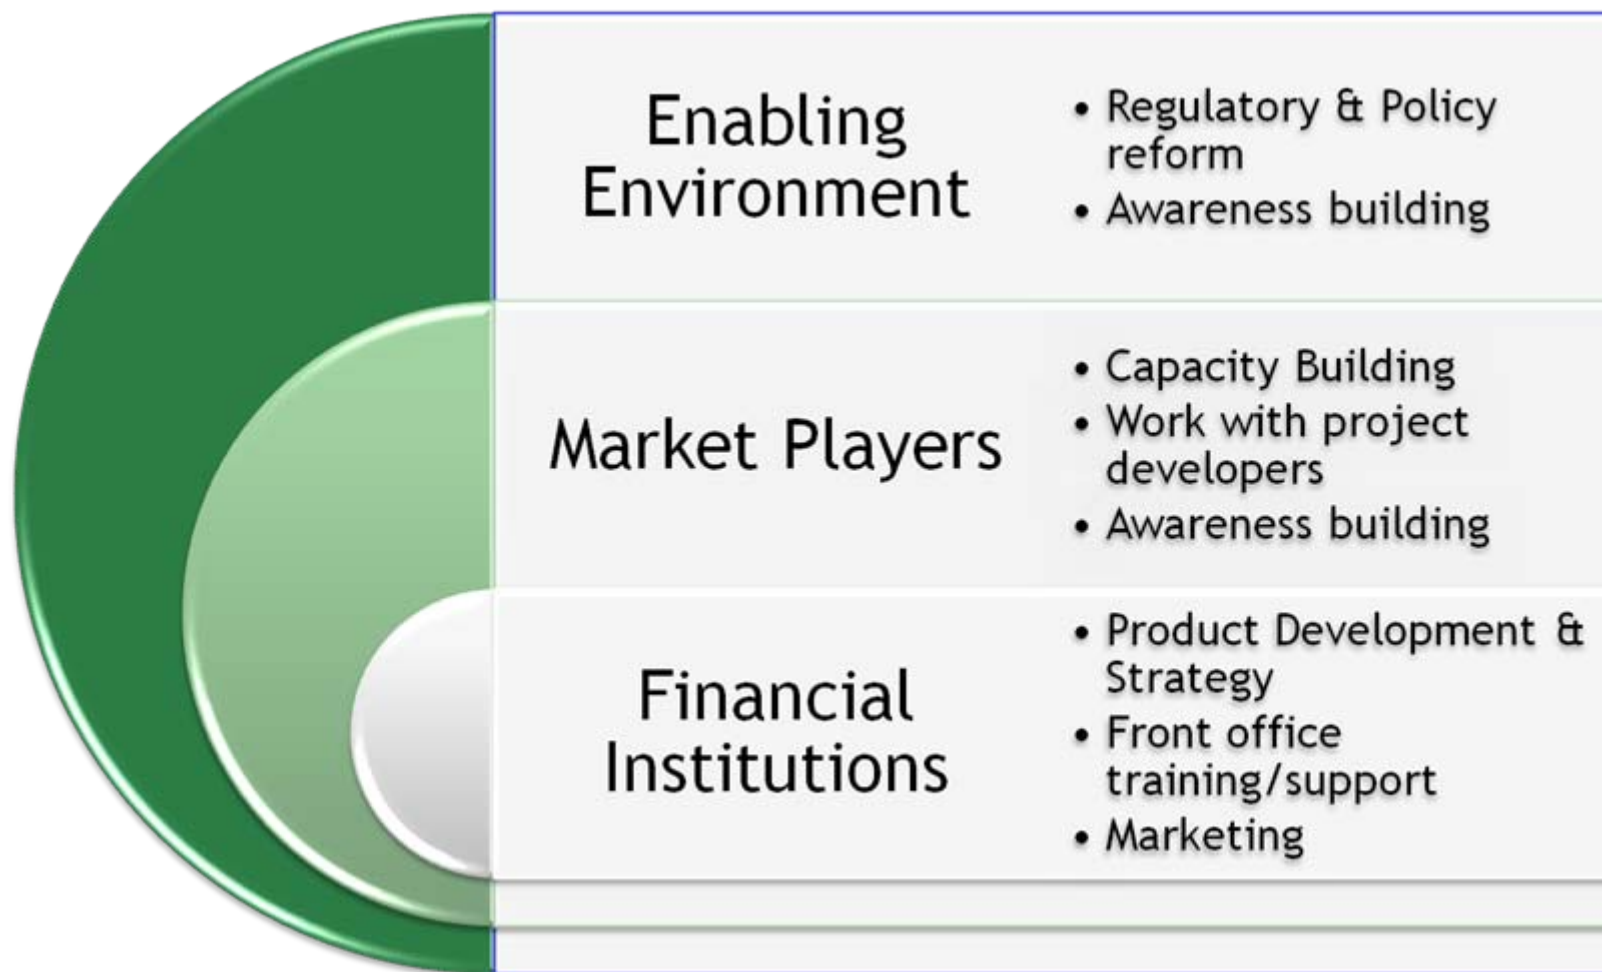 Enabling
Environment
• Regulatory & Policy
reform
• Awareness building
Market Players
• Capacity Building
• Work with project
developers
• Awareness building
Financial
Institutions
• Product Development &
Strategy
• Front office
training/support
• Marketing